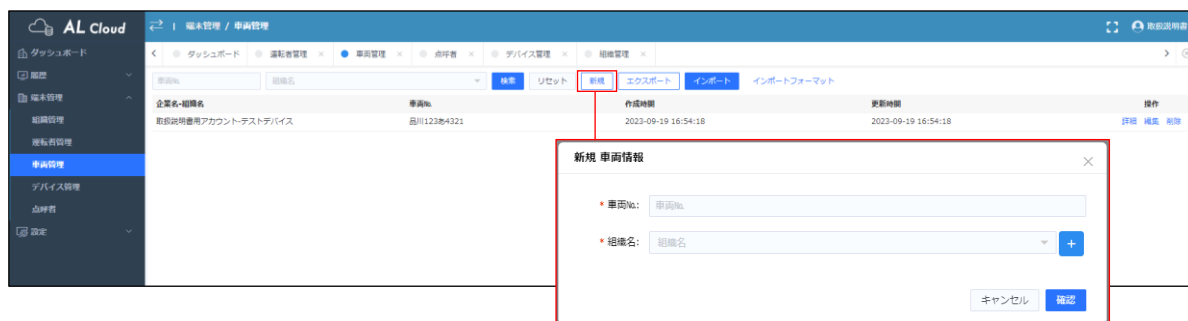 AL Cloud
端末管理 / 車両管理
取扱説明書
ダッシュボード
ダッシュボード 運転者管理 車両管理 点呼者 デバイス管理 組織管理
履歴
端末管理
組織管理
運転者管理
車両管理
デバイス管理
点呼者
設定
車両No. 組織名 検索 リセット 新規 エクスポート インポート インポートフォーマット
企業名-組織名 車両No. 作成時間 更新時間 操作
取扱説明書用アカウント-テストデバイス 品川123あ4321 2023-09-19 16:54:18 2023-09-19 16:54:18 詳細 編集 削除
新規 車両情報
* 車両No.: 車両No.
* 組織名: 組織名 +
キャンセル 確認